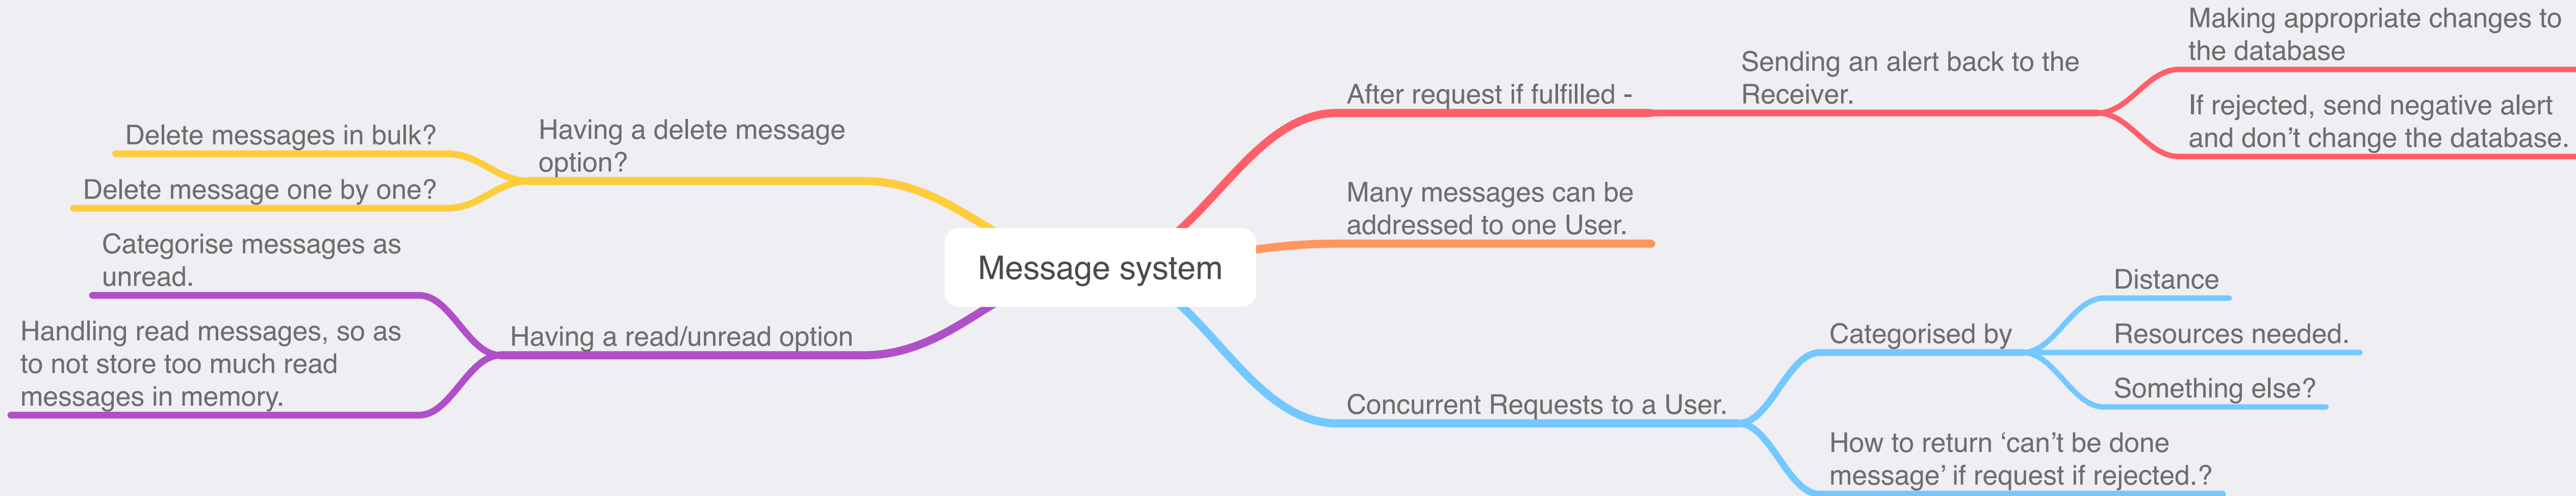 Making appropriate changes to
the database
Sending an alert back to the
Receiver.
After request if fulfilled -
If rejected, send negative alert
and don’t change the database.
Delete messages in bulk?
Having a delete message
option?
Delete message one by one?
Many messages can be
addressed to one User.
Categorise messages as
unread.
Message system
Handling read messages, so as
to not store too much read
messages in memory.
Having a read/unread option
Distance
Categorised by
Resources needed.
Something else?
Concurrent Requests to a User.
How to return ‘can’t be done
message’ if request if rejected.?